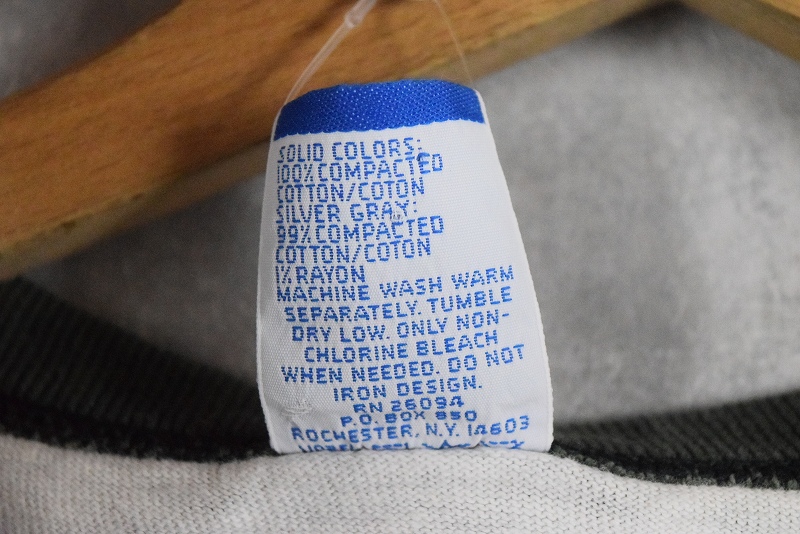 SOLID COLORS:
100%COMPACTED
COTTON/COTON
SILVER GRAY:
99%COMPACTED
COTTON/COTON
1%RAYON
MACHINE WASH WARM
SEPARATELY. TUMBLE
DRY LOW. ONLY NON-
CHLORINE BLEACH
WHEN NEEDED. DO NOT
IRON DESIGN.
RN 26094
P.O. BOX 850
ROCHESTER, N.Y. 14603